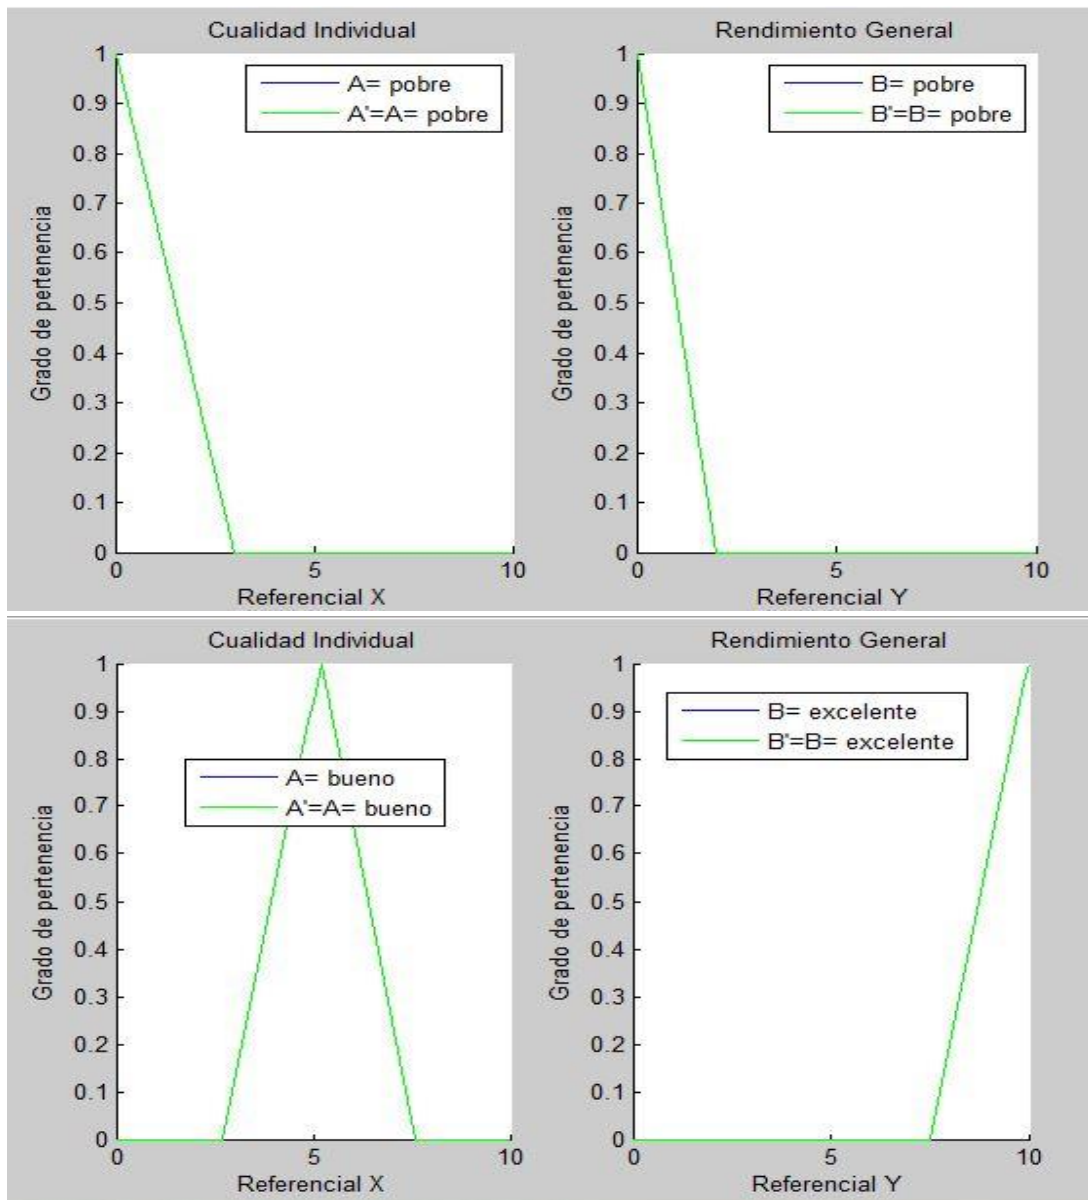 Cualidad Individual
A= pobre
A'=A= pobre
Grado de pertenencia
1
0.9
0.8
0.7
0.6
0.5
0.4
0.3
0.2
0.1
0
0 5 10
Referencial X
Rendimiento General
B= pobre
B'=B= pobre
Grado de pertenencia
1
0.9
0.8
0.7
0.6
0.5
0.4
0.3
0.2
0.1
0
0 5 10
Referencial Y
Cualidad Individual
A= bueno
A'=A= bueno
Grado de pertenencia
1
0.9
0.8
0.7
0.6
0.5
0.4
0.3
0.2
0.1
0
0 5 10
Referencial X
Rendimiento General
B= excelente
B'=B= excelente
Grado de pertenencia
1
0.9
0.8
0.7
0.6
0.5
0.4
0.3
0.2
0.1
0
0 5 10
Referencial Y